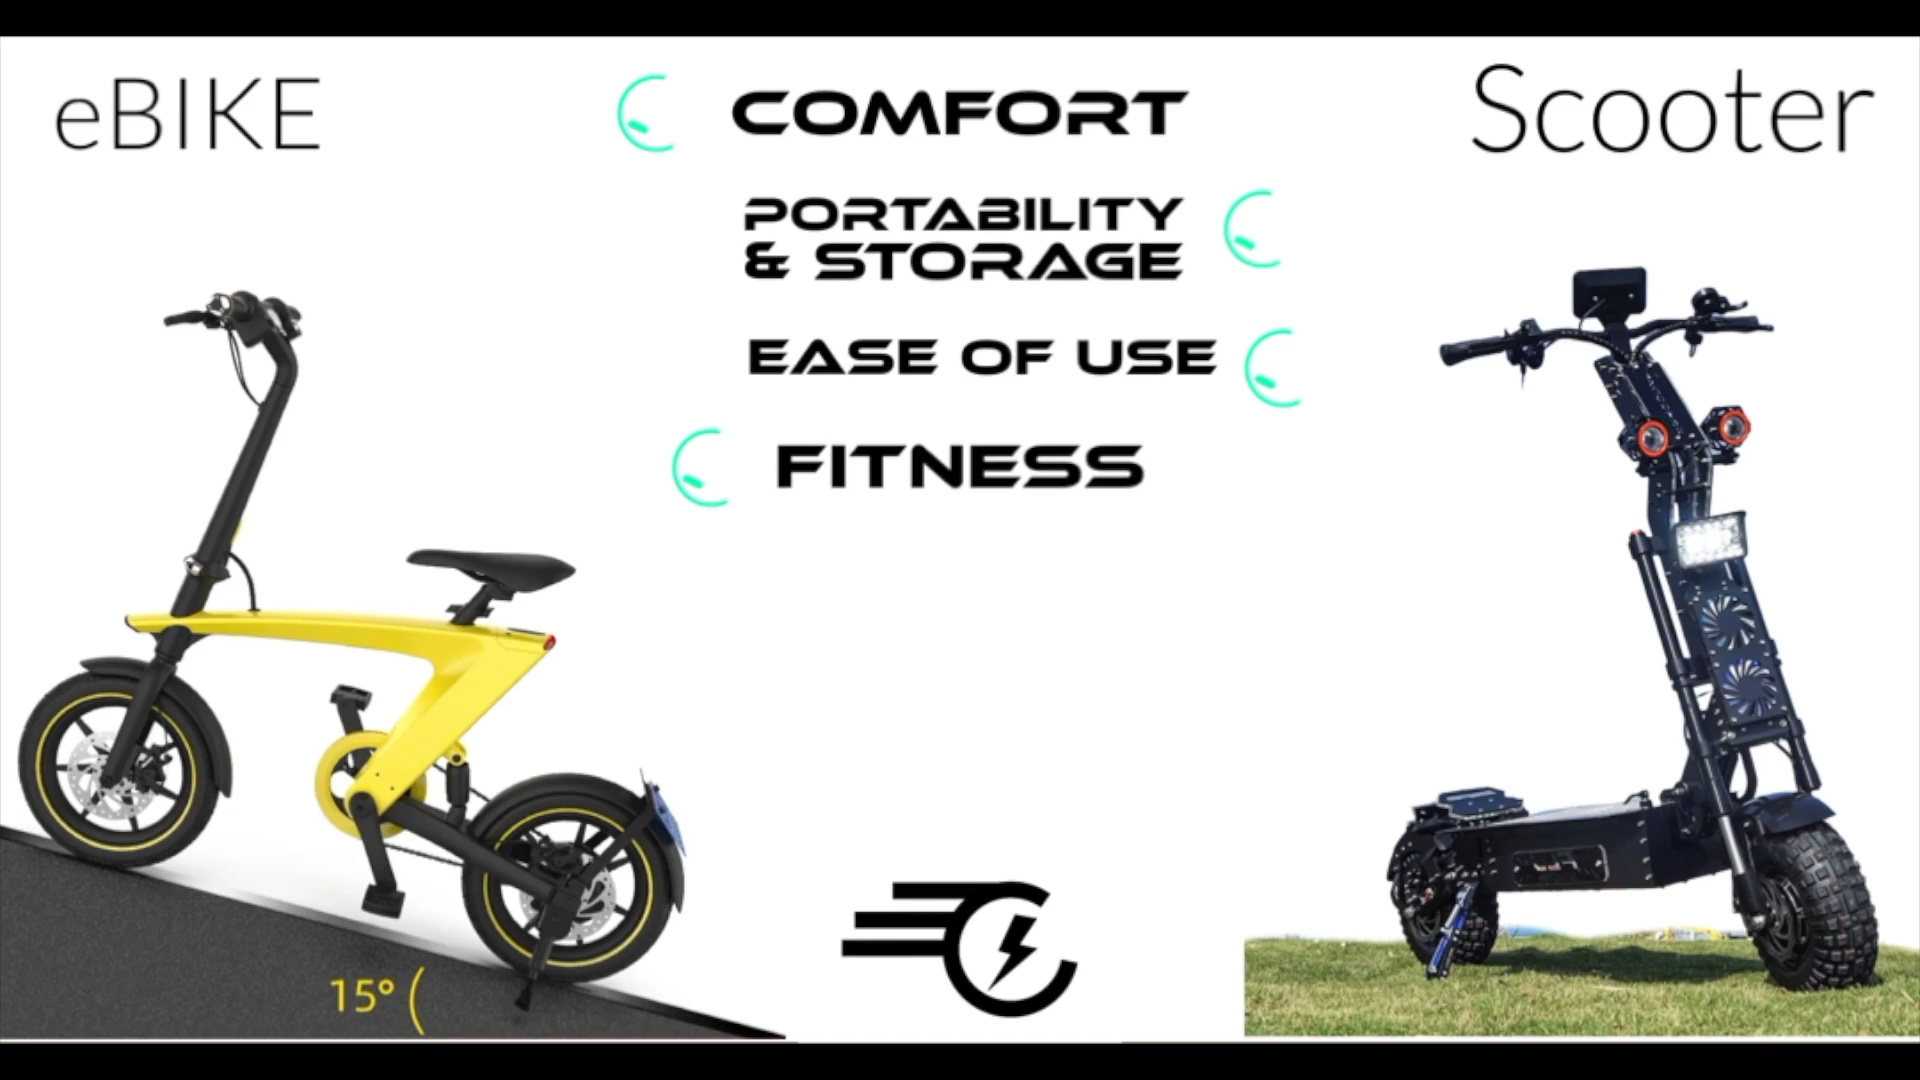 eBIKE
COMFORT
Scooter
PORTABILITY
& STORAGE
EASE OF USE
FITNESS
15°